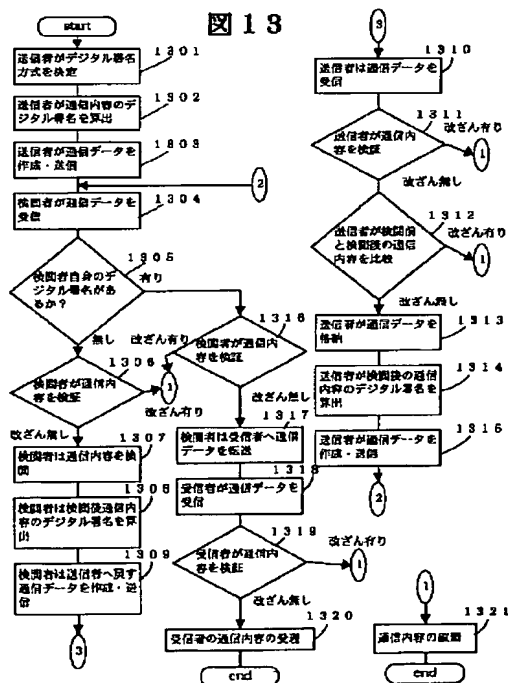 図13
start
1301
送信者がデジタル署名
方式を決定
1302
送信者が通信内容のデ
ジタル署名を算出
1303
送信者が通信データを
作成・送信
2
1304
検閲者が通信データを
受信
1305
検閲者自身のデ
ジタル署名があ
るか?
有り
無し
1306
検閲者が通信内
容を検証
1
改ざん有り
改ざん無し
1307
検閲者は通信内容を検
閲
1308
検閲者は検閲後通信内
容のデジタル署名を算
出
1309
検閲者は送信者へ戻す
通信データを作成・送
信
3
1316
検閲者が通信内
容を検証
改ざん有り
改ざん無し
1317
検閲者は受信者へ通信
データを転送
1318
受信者が通信データを
受信
1319
受信者が通信内
容を検証
改ざん有り
1
改ざん無し
1320
受信者の通信内容の受理
end
3
1310
送信者は通信データを
受信
1311
送信者が通信内
容を検証
改ざん有り
1
改ざん無し
1312
送信者が検閲前
と検閲後の通信
内容を比較
改ざん有り
1
改ざん無し
1313
送信者が通信データを
格納
1314
送信者が検閲後の通信
内容のデジタル署名を
算出
1315
送信者が通信データを
作成・送信
2
1
1321
通信内容の破棄
end